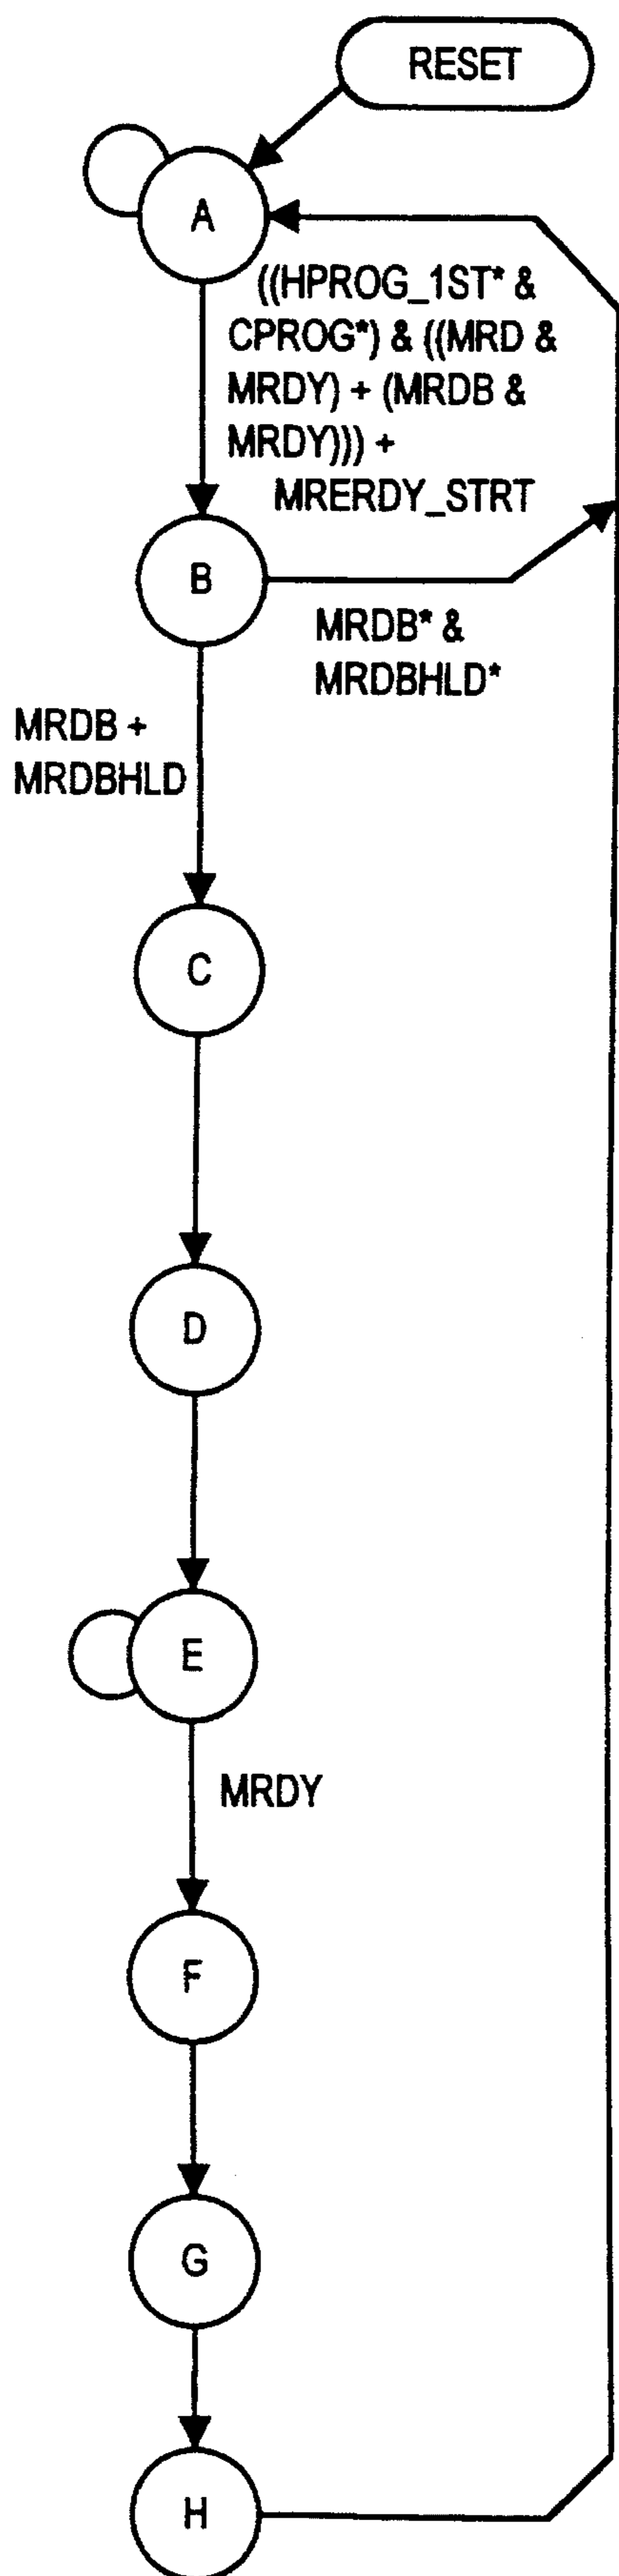 RESET
A
((HPROG_1ST* &
CPROG*) & ((MRD &
MRDY) + (MRDB &
MRDY))) +
MRERDY_STRT
B
MRDB* &
MRDBHLD*
MRDB +
MRDBHLD
C
D
E
MRDY
F
G
H